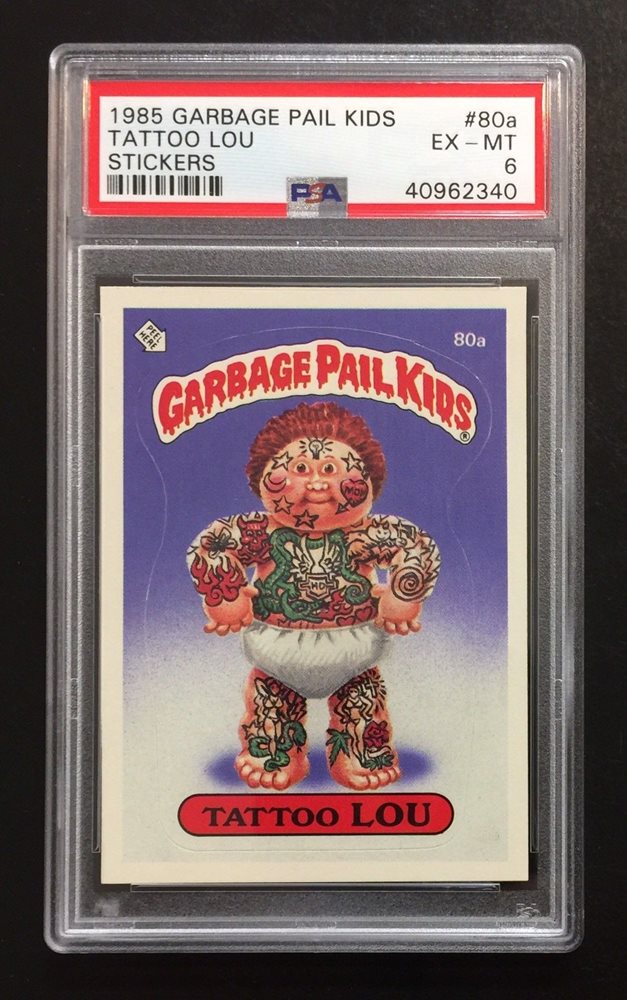 1985 GARBAGE PAIL KIDS #80a
TATTOO LOU EX - MT
STICKERS 6
PSA 40962340
PEEL
HERE
80a
GARBAGE PAIL KIDS®
MOM
HD
TATTOO LOU